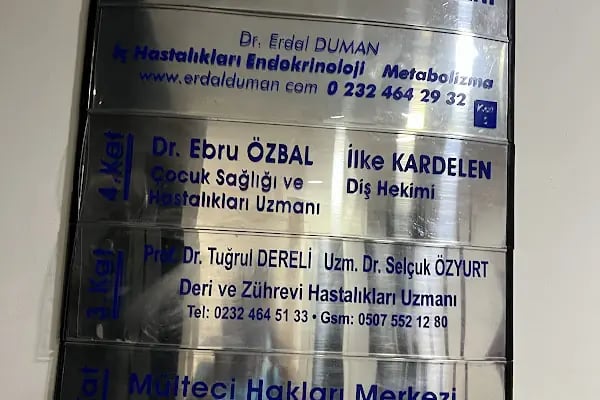 Dr. Erdal DUMAN
İç Hastalıkları Endokrinoloji Metabolizma
www.erdalduman com 0 232 464 29 32
4.Kat
Dr. Ebru ÖZBAL
Çocuk Sağlığı ve
Hastalıkları Uzmanı
İlke KARDELEN
Diş Hekimi
3.Kat
Prof. Dr. Tuğrul DERELİ Uzm. Dr. Selçuk ÖZYURT
Deri ve Zührevi Hastalıkları Uzmanı
Tel: 0232 464 51 33 • Gsm: 0507 552 12 80
Kat
Mülteci Hakları Merkezi